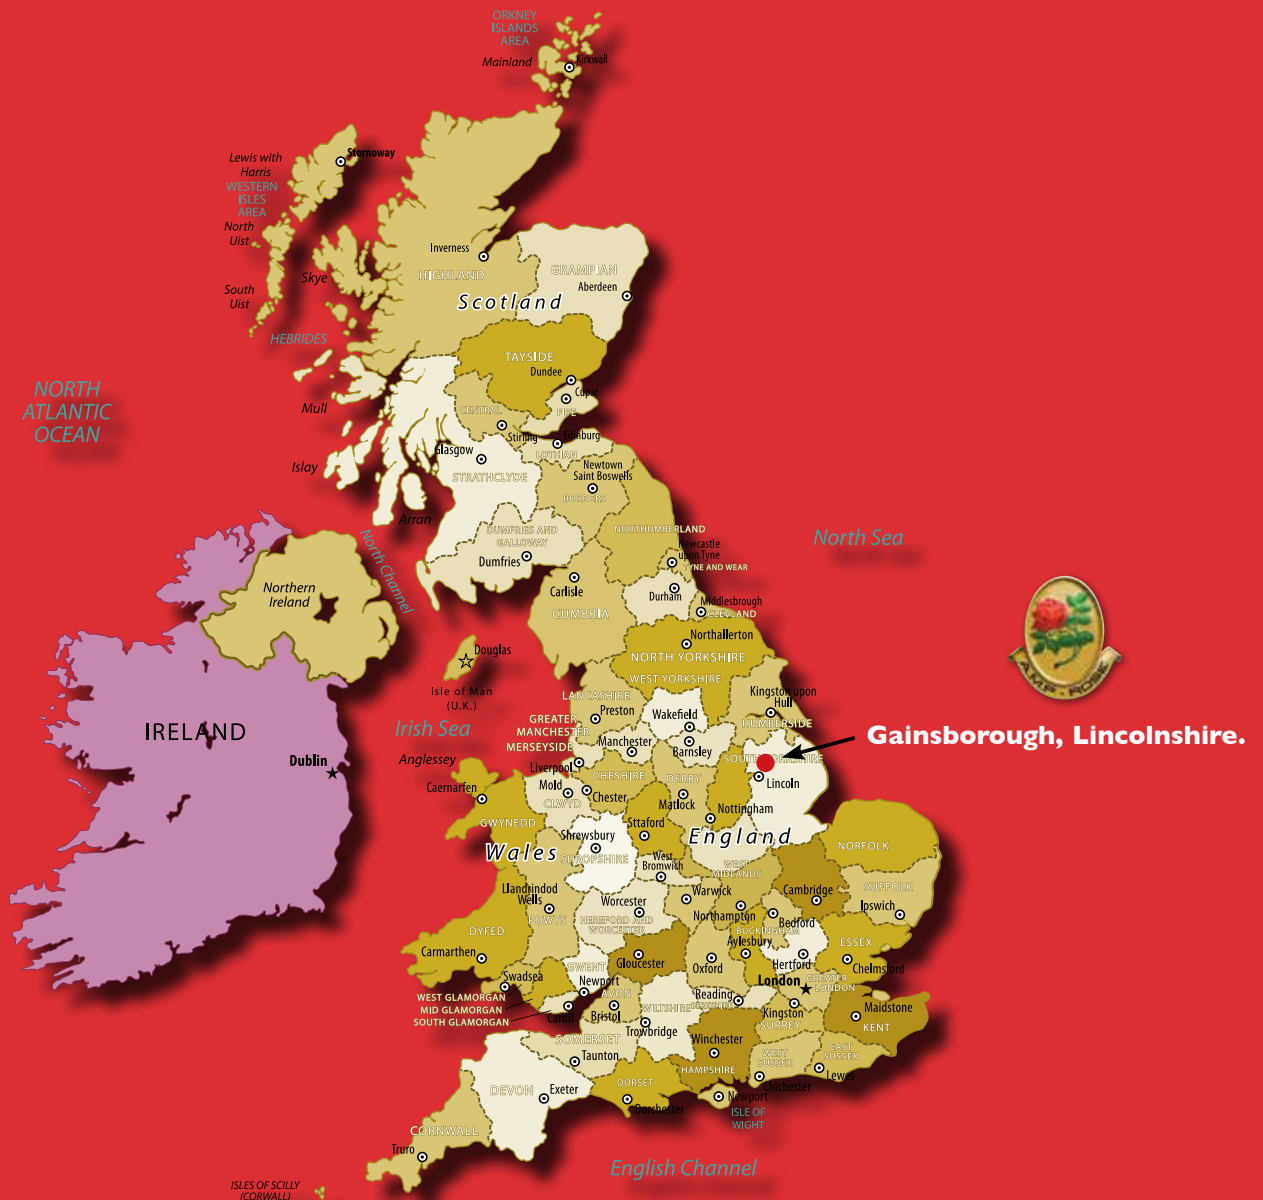 ORKNEY
ISLANDS
AREA
Mainland
Kirkwall
Stornoway
Lewis with
Harris
WESTERN
ISLES
AREA
North
Uist
Skye
South
Uist
HEBRIDES
Inverness
HIGHLAND
GRAMPIAN
Aberdeen
Scotland
TAYSIDE
Dundee
Cupar
FIFE
CENTRAL
Stirling
Edinburg
LOTHIAN
Mull
Islay
Glasgow
STRATHCLYDE
Newtown
Saint Boswells
BORDERS
Arran
NORTH
ATLANTIC
OCEAN
North Channel
DUMFRIES AND
GALLOWAY
Dumfries
NORTHUMBERLAND
Newcastle
upon Tyne
TYNE AND WEAR
North Sea
Carlisle
CUMBRIA
Durham
Middlesbrough
CLEVLAND
Northern
Ireland
Northallerton
NORTH YORKSHIRE
WEST YORKSHIRE
Douglas
Isle of Man
(U.K.)
AMP-ROSE
LANCASHIRE
Preston
Wakefield
Kingston upon
Hull
HUMBERSIDE
GREATER
MANCHESTER
MERSEYSIDE
Manchester
Barnsley
Gainsborough, Lincolnshire.
SOUTH YORKSHIRE
Lincoln
Irish Sea
IRELAND
Dublin
Anglessey
Caernarfen
Liverpool
Mold
CLWYD
Chester
CHESHIRE
DERBY
Matlock
Nottingham
GWYNEDD
Sttaford
England
Wales
Shrewsbury
SHROPSHIRE
West
Bromwich
WEST
MIDLANDS
NORFOLK
SUFFOLK
Ipswich
Cambridge
Llandrindod
Wells
POWYS
Worcester
HEREFORD AND
WORCESTER
Warwick
Northampton
Bedford
BUCKINGHAM
Aylesbury
DYFED
Carmarthen
ESSEX
Chelmsford
Hertford
GWENT
Gloucester
Oxford
Swadsea
Newport
London
GREATER
LONDON
WEST GLAMORGAN
MID GLAMORGAN
SOUTH GLAMORGAN
Cardif
AVON
Bristol
WILTSHIRE
Reading
Trowbridge
Kingston
SURREY
Maidstone
KENT
SOMERSET
Taunton
Winchester
HAMPSHIRE
WEST
SUSSEX
EAST
SUSSEX
Chichester
Lewes
DEVON
Exeter
DORSET
Dorchester
Newport
ISLE OF
WIGHT
CORNWALL
Truro
English Channel
ISLES OF SCILLY
(CORWALL)